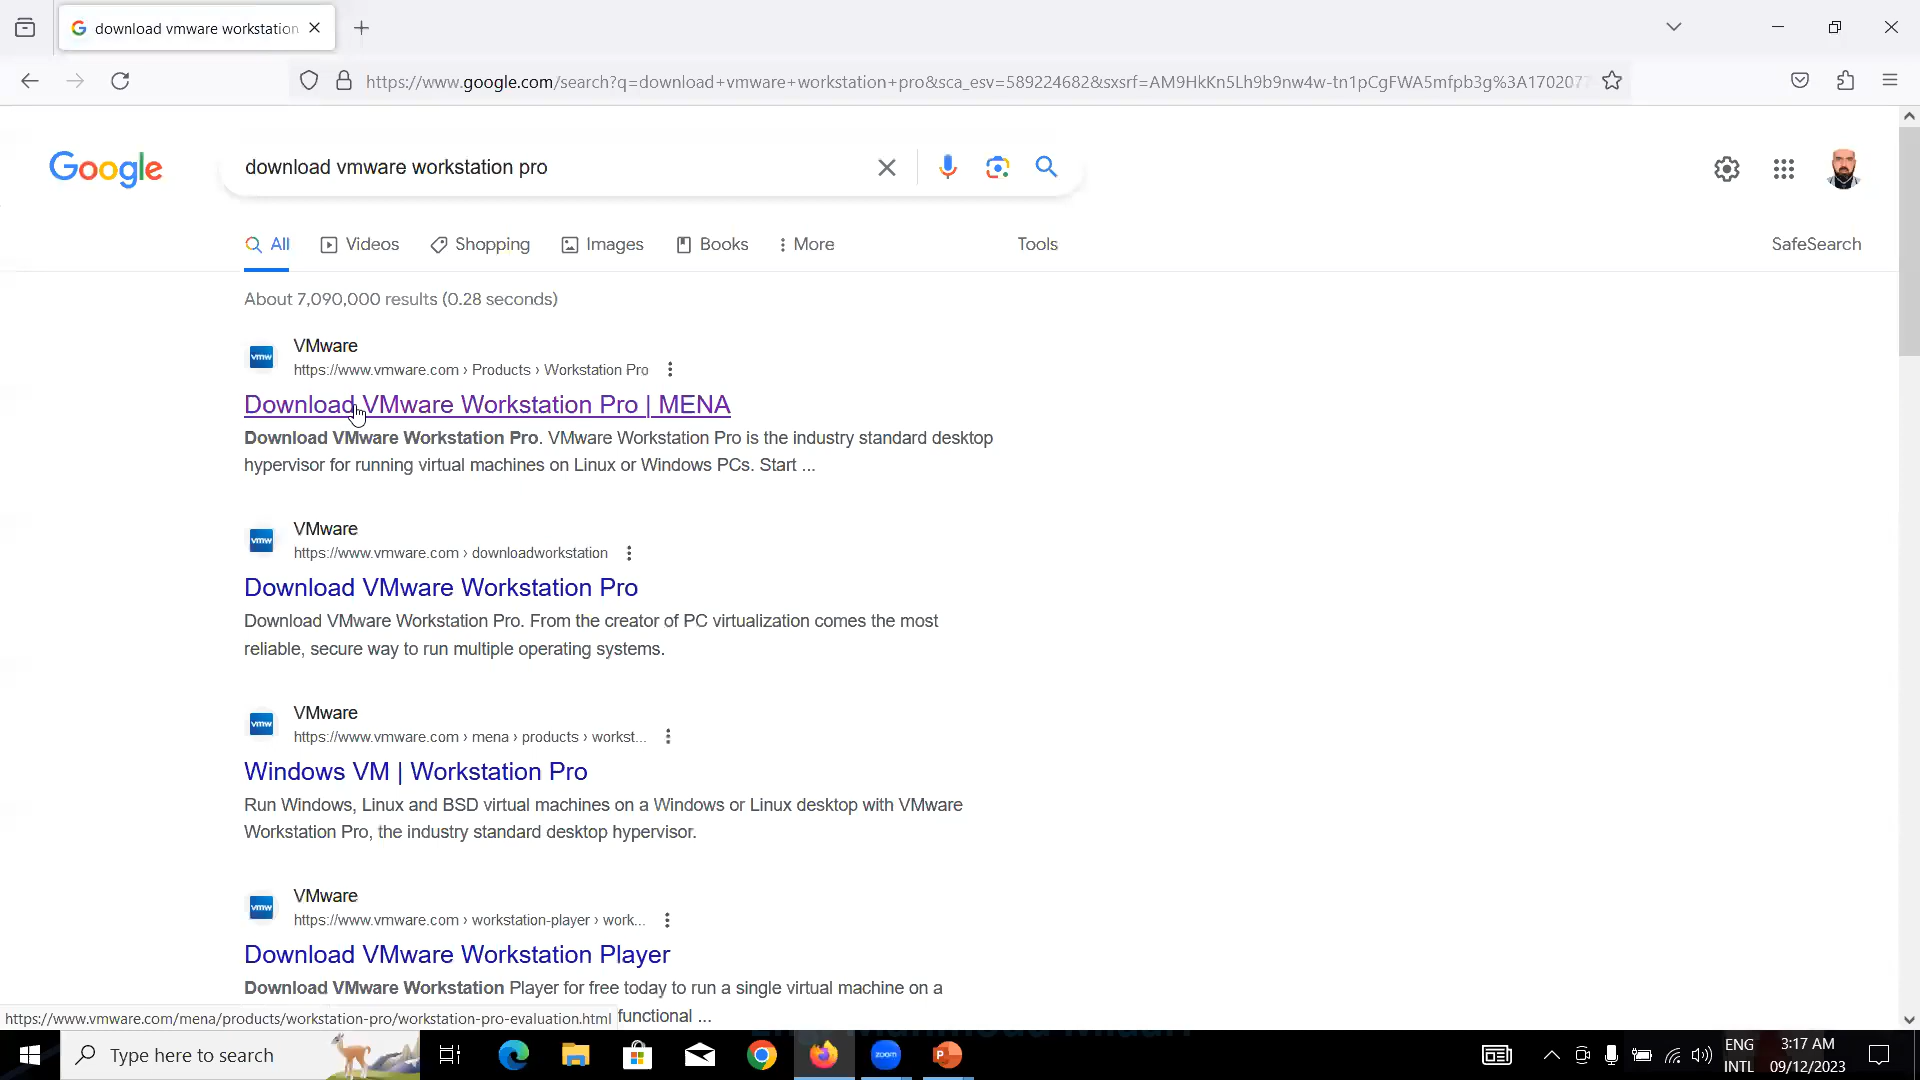 download vmware workstation
https://www.google.com/search?q=download+vmware+workstation+pro&sca_esv=589224682&sxsrf=AM9HkKn5Lh9b9nw4w-tn1pCgFWA5mfpb3g%3A170207
Google
download vmware workstation pro
All
Videos
Shopping
Images
Books
More
Tools
SafeSearch
About 7,090,000 results (0.28 seconds)
vmw
VMware
https://www.vmware.com › Products › Workstation Pro
Download VMware Workstation Pro | MENA
Download VMware Workstation Pro. VMware Workstation Pro is the industry standard desktop
hypervisor for running virtual machines on Linux or Windows PCs. Start ...
vmw
VMware
https://www.vmware.com › downloadworkstation
Download VMware Workstation Pro
Download VMware Workstation Pro. From the creator of PC virtualization comes the most
reliable, secure way to run multiple operating systems.
vmw
VMware
https://www.vmware.com › mena › products › workst...
Windows VM | Workstation Pro
Run Windows, Linux and BSD virtual machines on a Windows or Linux desktop with VMware
Workstation Pro, the industry standard desktop hypervisor.
vmw
VMware
https://www.vmware.com › workstation-player › work...
Download VMware Workstation Player
Download VMware Workstation Player for free today to run a single virtual machine on a
functional ...
https://www.vmware.com/mena/products/workstation-pro/workstation-pro-evaluation.html
Type here to search
zoom
P
ENG
INTL
3:17 AM
09/12/2023